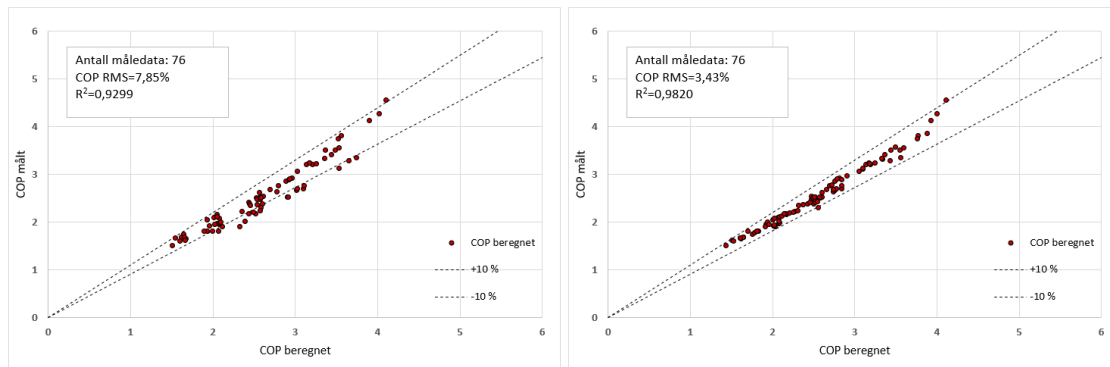 6
5
4
3
2
1
0
COP målt
Antall måledata: 76
COP RMS=7,85%
R²=0,9299
COP beregnet
+10 %
-10 %
0 1 2 3 4 5 6
COP beregnet
6
5
4
3
2
1
0
COP målt
Antall måledata: 76
COP RMS=3,43%
R²=0,9820
COP beregnet
+10 %
-10 %
0 1 2 3 4 5 6
COP beregnet